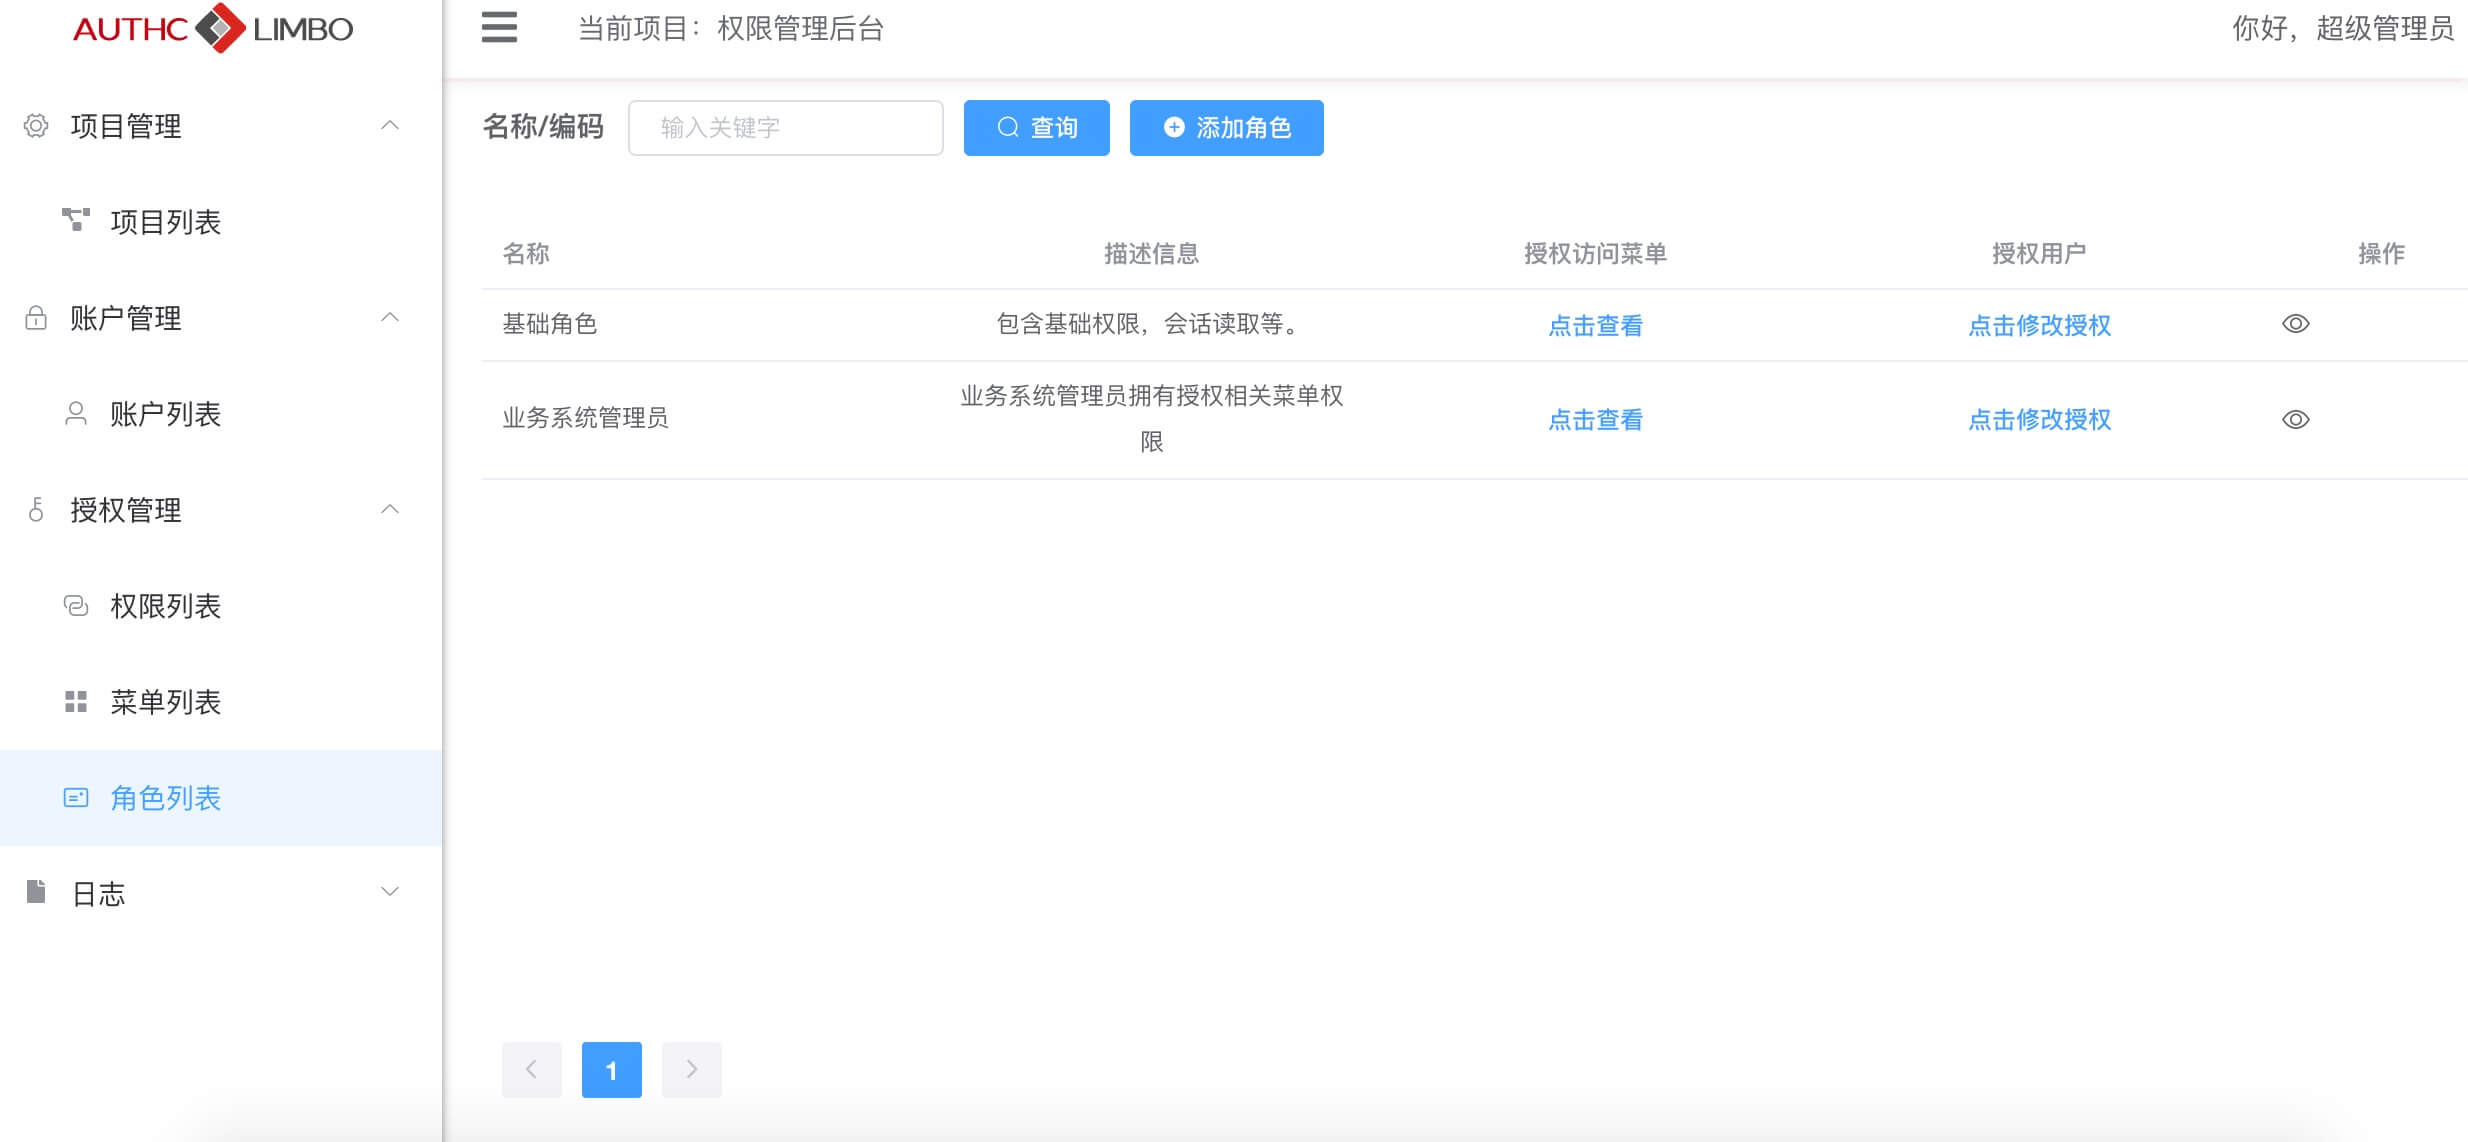 AUTHC LIMBO
当前项目：权限管理后台
你好，超级管理员
项目管理
项目列表
账户管理
账户列表
授权管理
权限列表
菜单列表
角色列表
日志
名称/编码 输入关键字 查询 添加角色
名称 描述信息 授权访问菜单 授权用户 操作
基础角色 包含基础权限，会话读取等。 点击查看 点击修改授权
业务系统管理员 业务系统管理员拥有授权相关菜单权
限 点击查看 点击修改授权
1